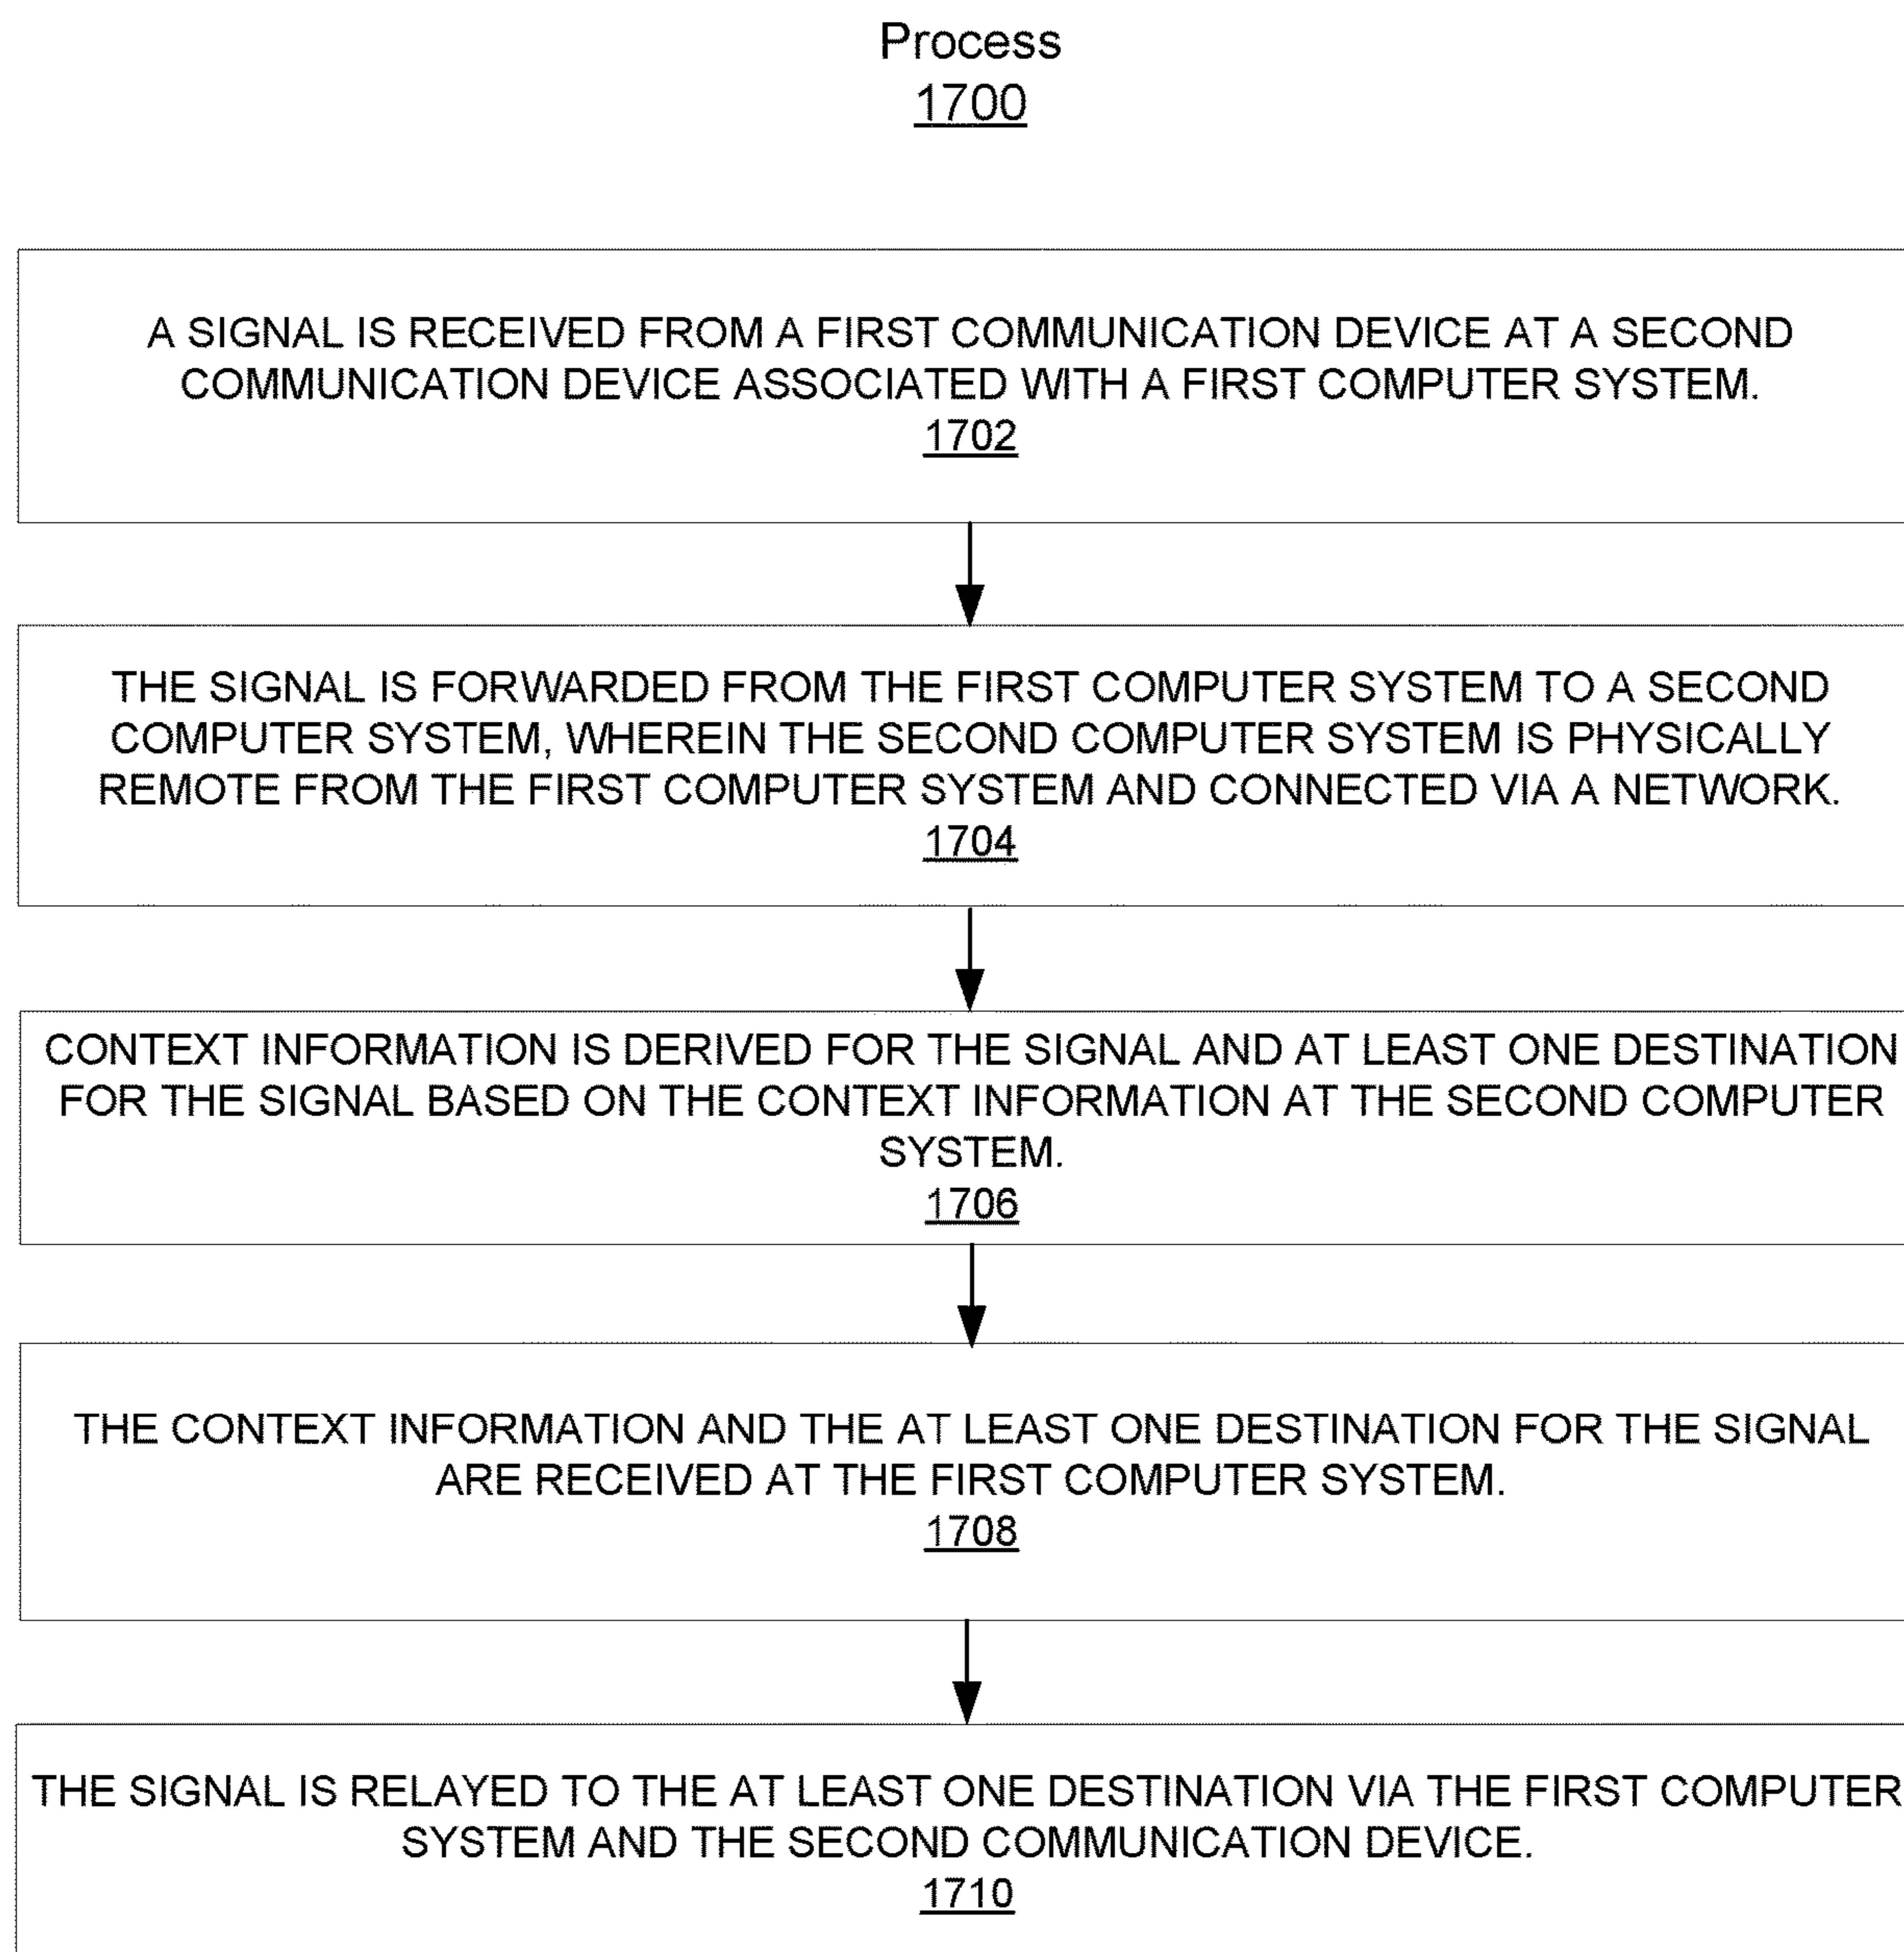 Process
1700
A SIGNAL IS RECEIVED FROM A FIRST COMMUNICATION DEVICE AT A SECOND
COMMUNICATION DEVICE ASSOCIATED WITH A FIRST COMPUTER SYSTEM.
1702
THE SIGNAL IS FORWARDED FROM THE FIRST COMPUTER SYSTEM TO A SECOND
COMPUTER SYSTEM, WHEREIN THE SECOND COMPUTER SYSTEM IS PHYSICALLY
REMOTE FROM THE FIRST COMPUTER SYSTEM AND CONNECTED VIA A NETWORK.
1704
CONTEXT INFORMATION IS DERIVED FOR THE SIGNAL AND AT LEAST ONE DESTINATION
FOR THE SIGNAL BASED ON THE CONTEXT INFORMATION AT THE SECOND COMPUTER
SYSTEM.
1706
THE CONTEXT INFORMATION AND THE AT LEAST ONE DESTINATION FOR THE SIGNAL
ARE RECEIVED AT THE FIRST COMPUTER SYSTEM.
1708
THE SIGNAL IS RELAYED TO THE AT LEAST ONE DESTINATION VIA THE FIRST COMPUTER
SYSTEM AND THE SECOND COMMUNICATION DEVICE.
1710